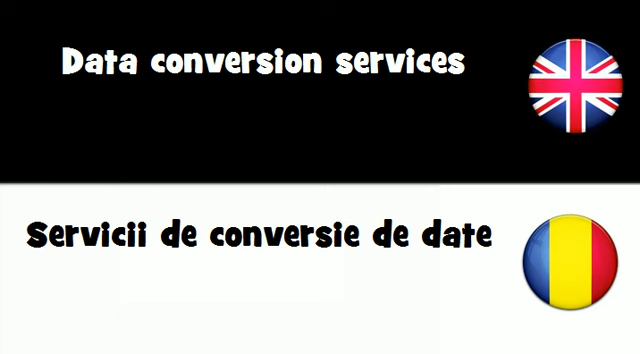 Data conversion services
Servicii de conversie de date